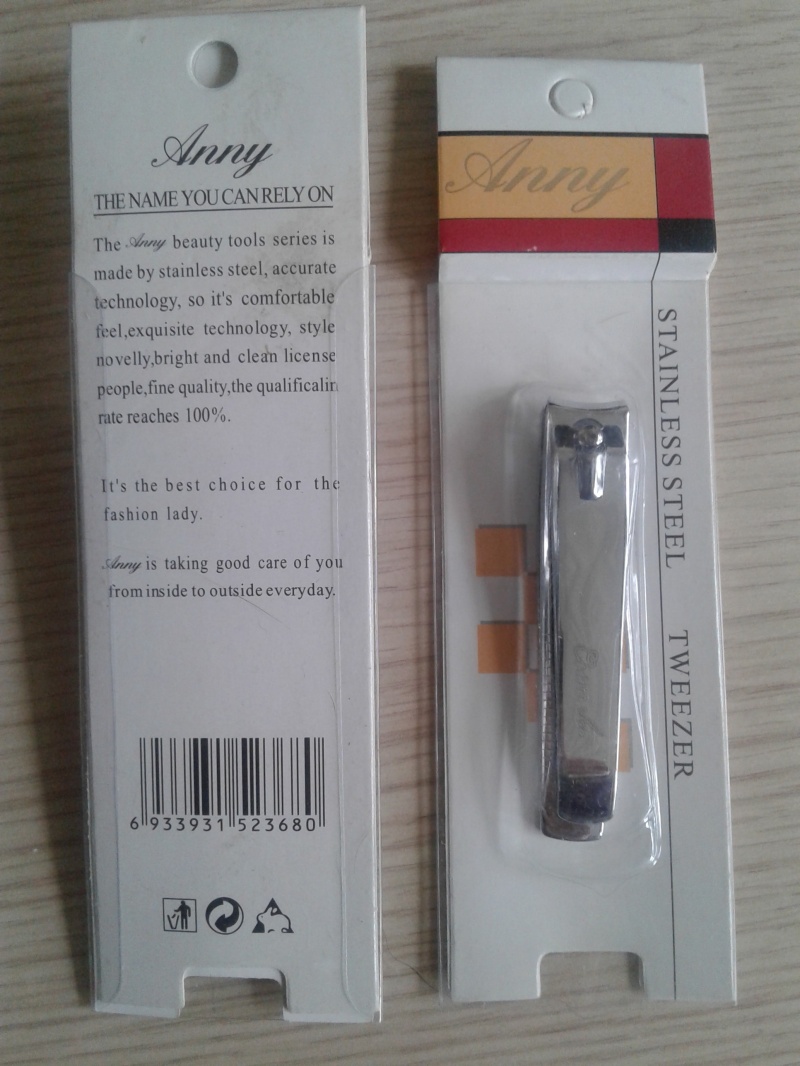 Anny
THE NAME YOU CAN RELY ON
The Anny beauty tools series is
made by stainless steel, accurate
technology, so it's comfortable
feel,exquisite technology, style
novelly,bright and clean license
people,fine quality,the qualificalin
rate reaches 100%.
It's the best choice for the
fashion lady.
Anny is taking good care of you
from inside to outside everyday.
6 933931 523680
Anny
STAINLESS STEEL TWEEZER